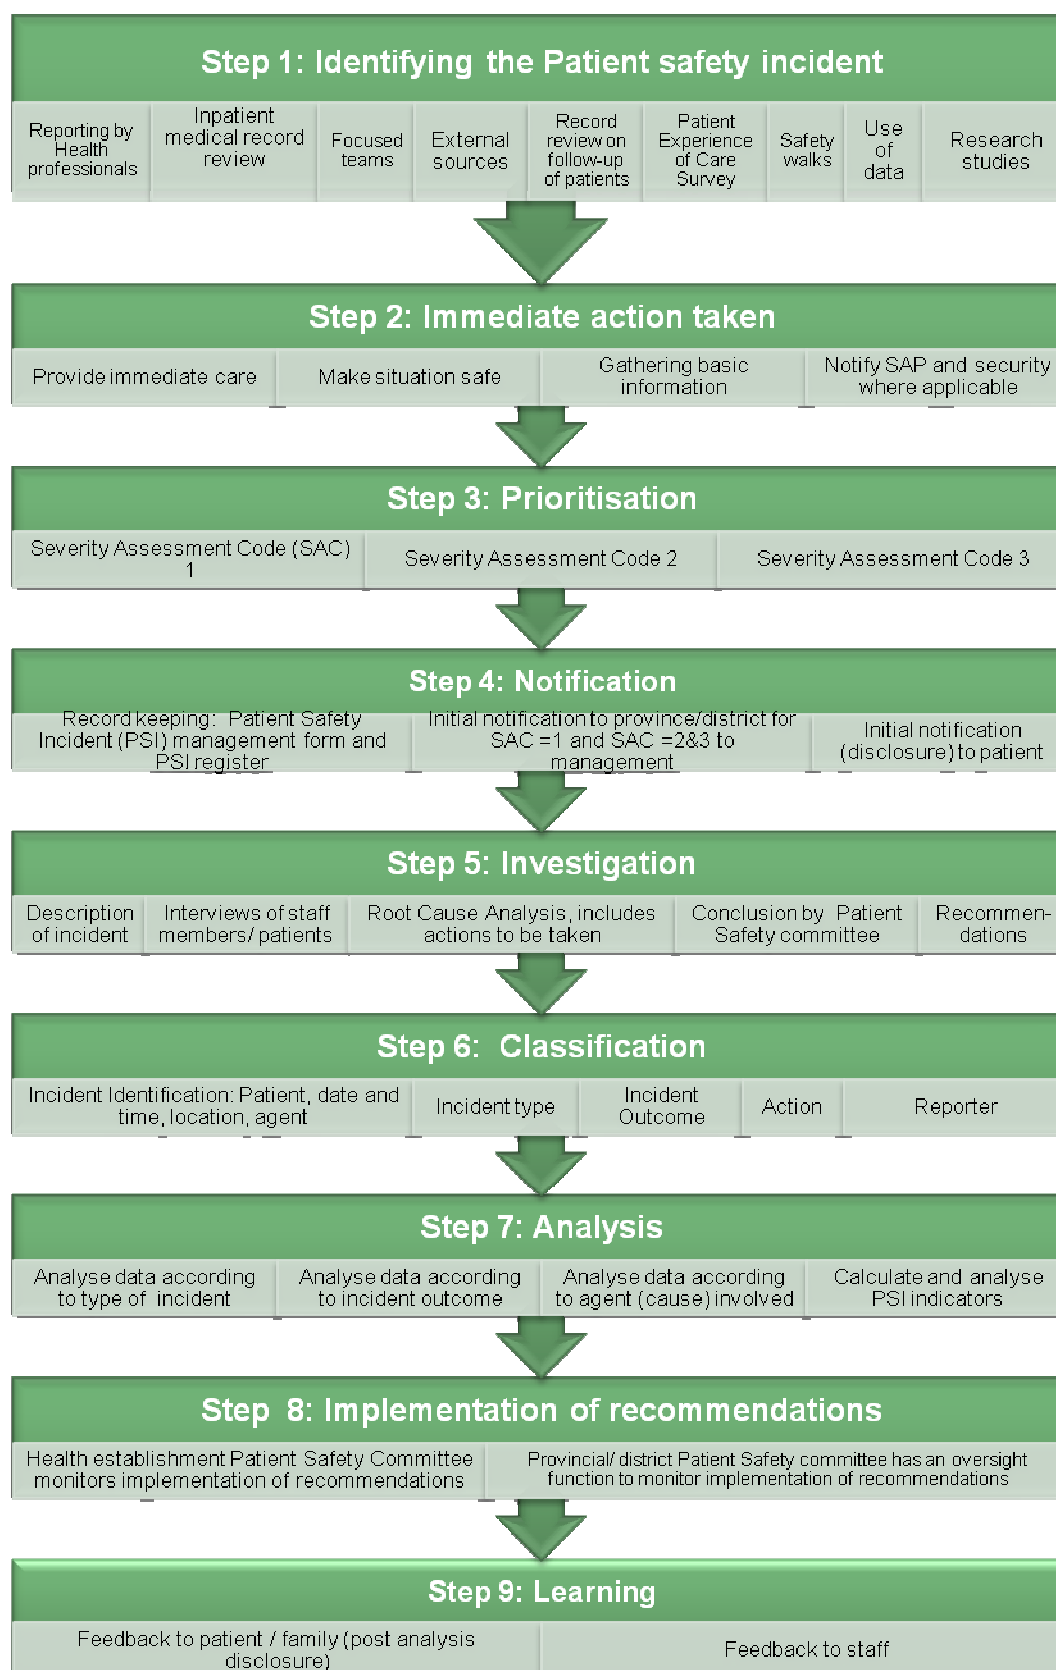 Step 1: Identifying the Patient safety incident
Reporting by
Health
professionals
Inpatient
medical record
review
Focused
teams
External
sources
Record
review on
follow-up
of patients
Patient
Experience
of Care
Survey
Safety
walks
Use
of
data
Research
studies
Step 2: Immediate action taken
Provide immediate care
Make situation safe
Gathering basic
information
Notify SAP and security
where applicable
Step 3: Prioritisation
Severity Assessment Code (SAC)
1
Severity Assessment Code 2
Severity Assessment Code 3
Step 4: Notification
Record keeping: Patient Safety
Incident (PSI) management form and
PSI register
Initial notification to province/district for
SAC =1 and SAC =2&3 to
management
Initial notification
(disclosure) to patient
Step 5: Investigation
Description
of incident
Interviews of staff
members/ patients
Root Cause Analysis, includes
actions to be taken
Conclusion by Patient
Safety committee
Recommen-
dations
Step 6: Classification
Incident Identification: Patient, date and
time, location, agent
Incident type
Incident
Outcome
Action
Reporter
Step 7: Analysis
Analyse data according
to type of incident
Analyse data according
to incident outcome
Analyse data according
to agent (cause) involved
Calculate and analyse
PSI indicators
Step 8: Implementation of recommendations
Health establishment Patient Safety Committee
monitors implementation of recommendations
Provincial/ district Patient Safety committee has an oversight
function to monitor implementation of recommendations
Step 9: Learning
Feedback to patient / family (post analysis
disclosure)
Feedback to staff